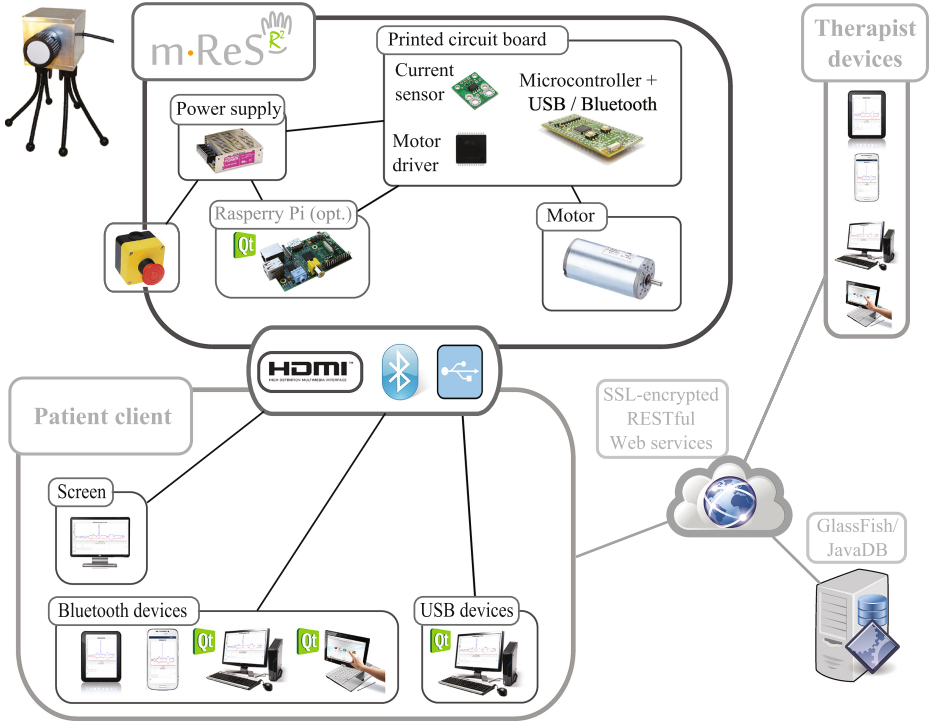 m·ReS
R²
Printed circuit board
Current
sensor
Microcontroller +
USB / Bluetooth
Motor
driver
Power supply
Rasperry Pi (opt.)
Qt
Motor
Therapist
devices
HDMI™
HIGH DEFINITION MULTIMEDIA INTERFACE
Patient client
SSL-encrypted
RESTful
Web services
Screen
GlassFish/
JavaDB
Bluetooth devices
Qt
Qt
USB devices
Qt